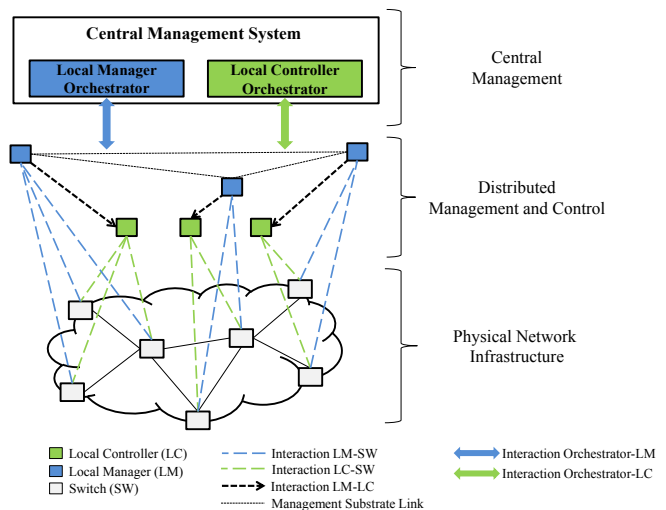 Central Management System
Local Manager
Orchestrator
Local Controller
Orchestrator
Central
Management
Distributed
Management and Control
Physical Network
Infrastructure
Local Controller (LC)
Local Manager (LM)
Switch (SW)
Interaction LM-SW
Interaction LC-SW
Interaction LM-LC
Management Substrate Link
Interaction Orchestrator-LM
Interaction Orchestrator-LC